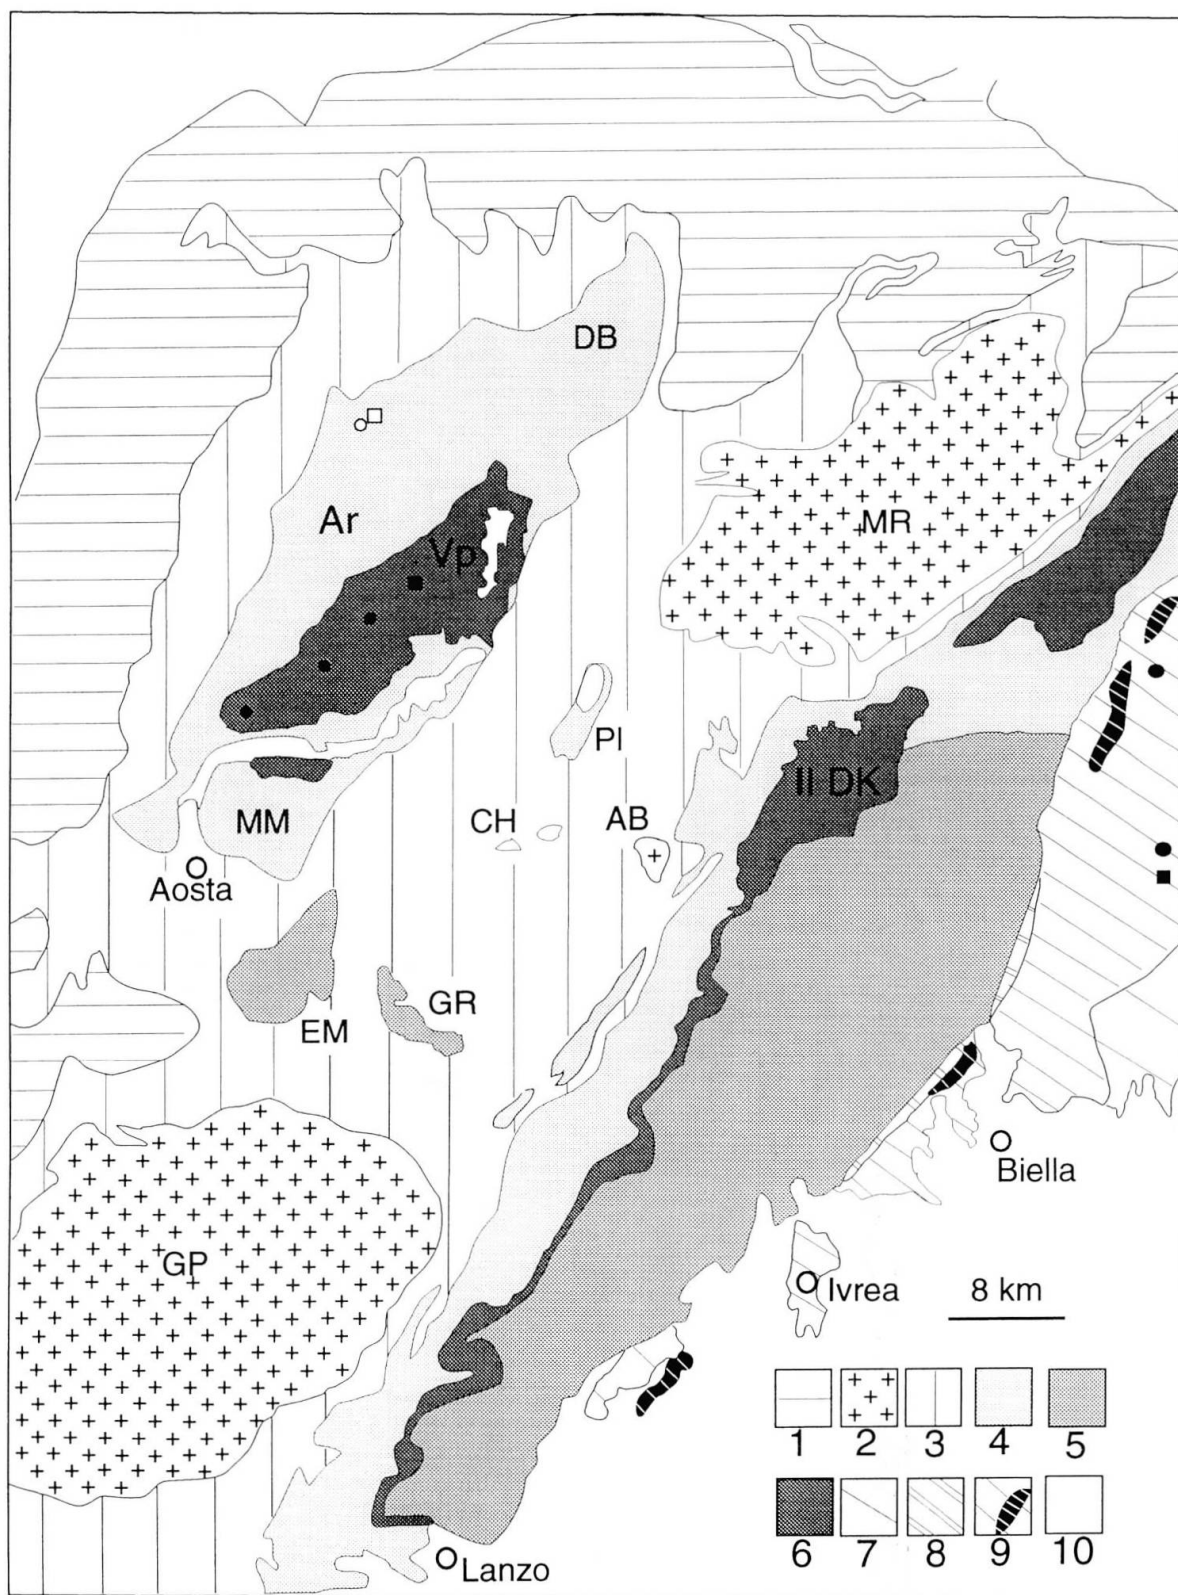 DB
Ar
Vp
MR
PI
II DK
MM
CH
AB
Aosta
EM
GR
Biella
GP
Ivrea
8 km
1 2 3 4 5
6 7 8 9 10
Lanzo